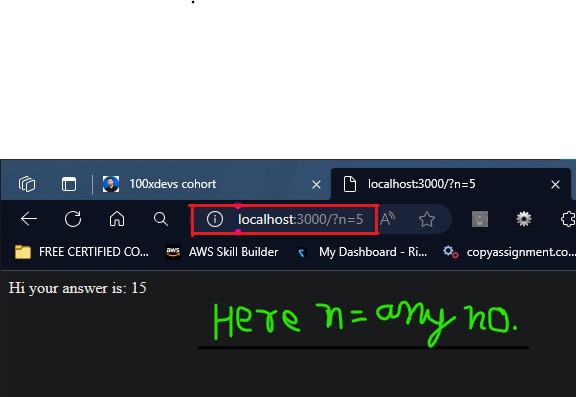 100xdevs cohort
localhost:3000/?n=5
localhost:3000/?n=5
FREE CERTIFIED CO... aws AWS Skill Builder My Dashboard - Ri... copyassignment.co...
Hi your answer is: 15
Here n = any no.